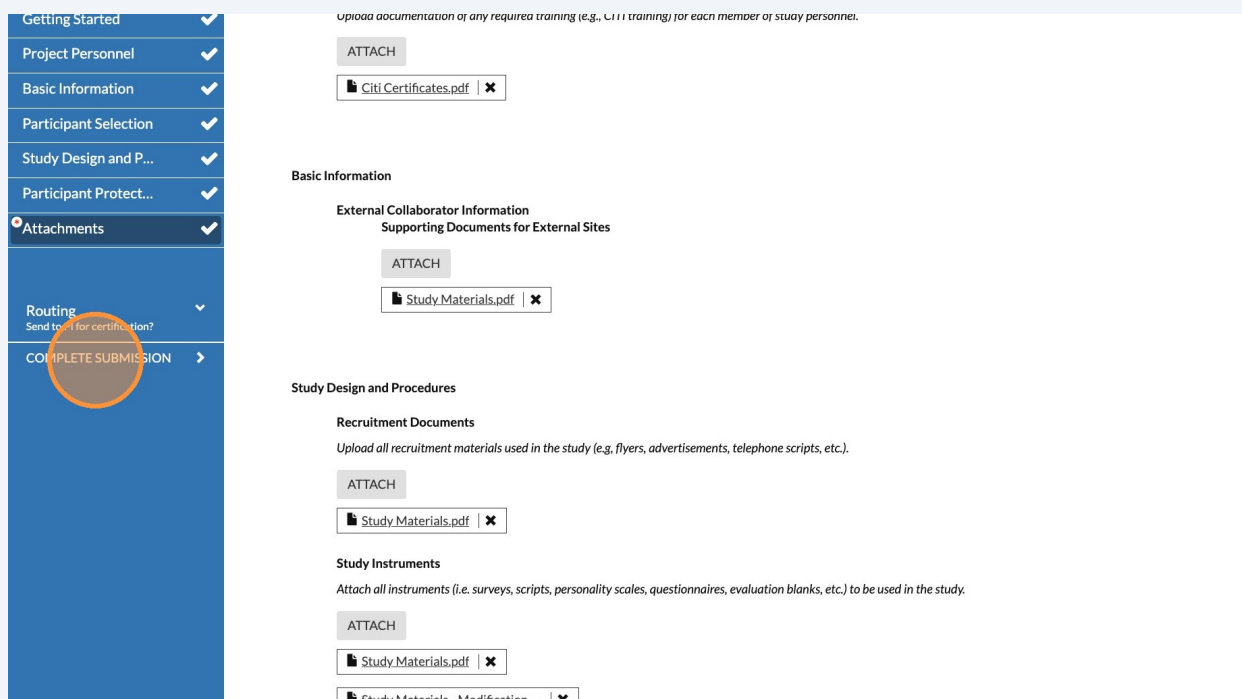 Getting Started
Project Personnel
Basic Information
Participant Selection
Study Design and P...
Participant Protect...
*Attachments
Routing
Send to PI for certification?
COMPLETE SUBMISSION
Upload documentation of any required training (e.g., CITI training) for each member of study personnel.
ATTACH
Citi Certificates.pdf
Basic Information
External Collaborator Information
Supporting Documents for External Sites
ATTACH
Study Materials.pdf
Study Design and Procedures
Recruitment Documents
Upload all recruitment materials used in the study (e.g, flyers, advertisements, telephone scripts, etc.).
ATTACH
Study Materials.pdf
Study Instruments
Attach all instruments (i.e. surveys, scripts, personality scales, questionnaires, evaluation blanks, etc.) to be used in the study.
ATTACH
Study Materials.pdf
Study Materials - Modification ...